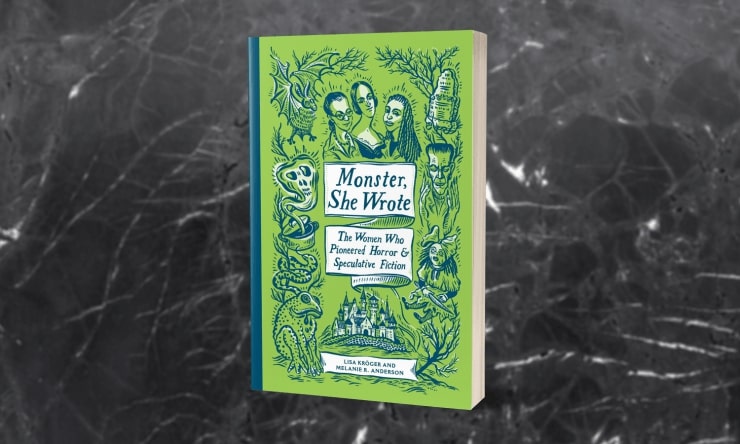 Monster,
She Wrote
The Women Who
Pioneered Horror &
Speculative Fiction
LISA KRÖGER AND
MELANIE R. ANDERSON